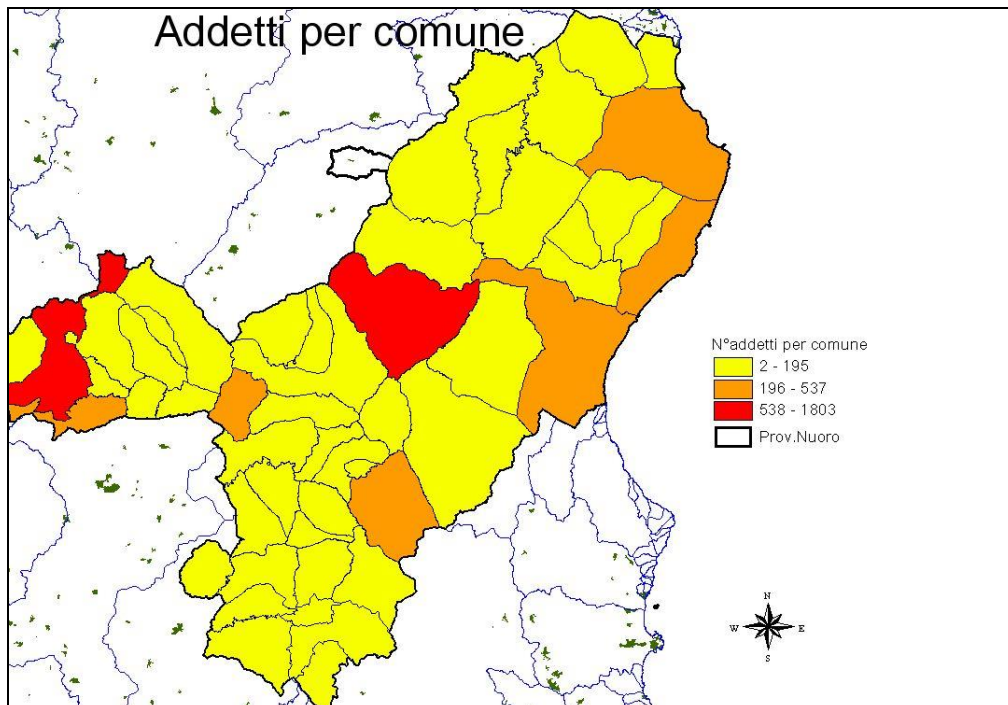 Addetti per comune
N°addetti per comune
2 - 195
196 - 537
538 - 1803
Prov.Nuoro
N
W E
S